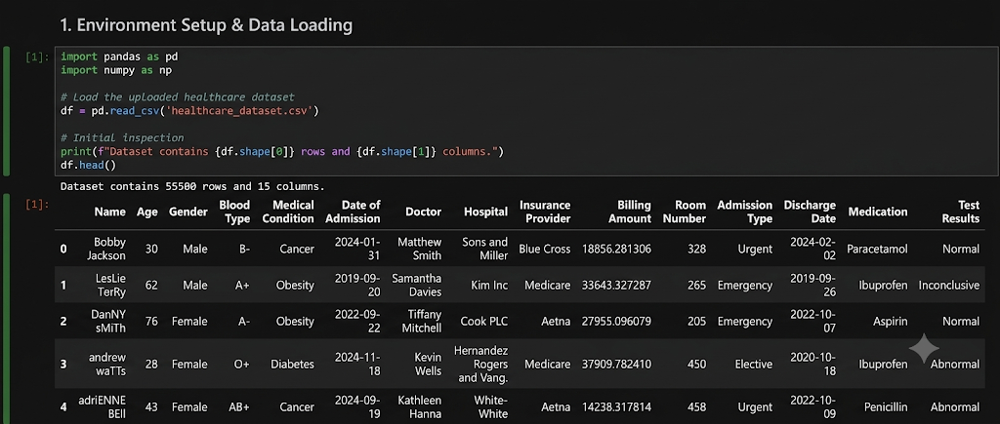 1. Environment Setup & Data Loading
[1]: import pandas as pd
import numpy as np
# Load the uploaded healthcare dataset
df = pd.read_csv('healthcare_dataset.csv')
# Initial inspection
print(f"Dataset contains {df.shape[0]} rows and {df.shape[1]} columns.")
df.head()
Dataset contains 55500 rows and 15 columns.
[1]:
Name Age Gender Blood Type Medical Condition Date of Admission Doctor Hospital Insurance Provider Billing Amount Room Number Admission Type Discharge Date Medication Test Results
0 Bobby Jackson 30 Male B- Cancer 2024-01-31 Matthew Smith Sons and Miller Blue Cross 18856.281306 328 Urgent 2024-02-02 Paracetamol Normal
1 LesLie TerRy 62 Male A+ Obesity 2019-09-20 Samantha Davies Kim Inc Medicare 33643.327287 265 Emergency 2019-09-26 Ibuprofen Inconclusive
2 DanNY sMiTh 76 Female A- Obesity 2022-09-22 Tiffany Mitchell Cook PLC Aetna 27955.096079 205 Emergency 2022-10-07 Aspirin Normal
3 andrew waTTs 28 Female O+ Diabetes 2024-11-18 Kevin Wells Hernandez Rogers and Vang. Medicare 37909.782410 450 Elective 2020-10-18 Ibuprofen Abnormal
4 adriENNE BEll 43 Female AB+ Cancer 2024-09-19 Kathleen Hanna White-White Aetna 14238.317814 458 Urgent 2022-10-09 Penicillin Abnormal